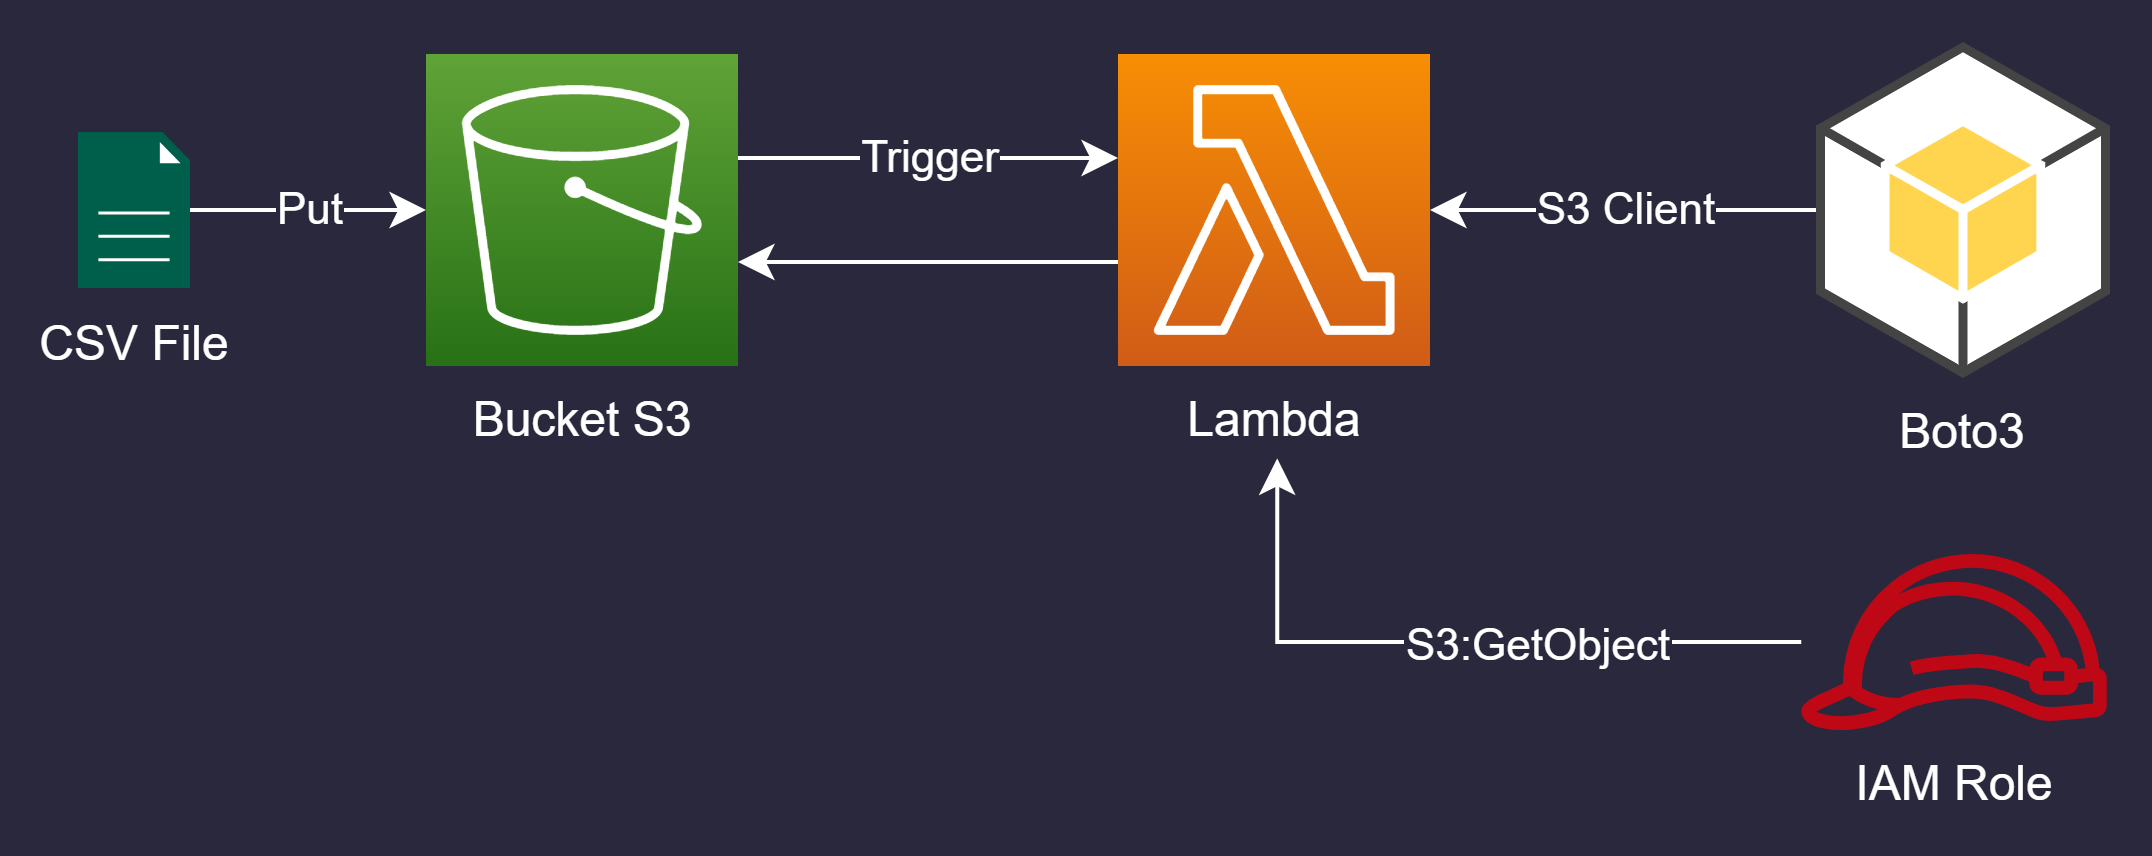 CSV File
Put
Bucket S3
Trigger
Lambda
S3 Client
Boto3
S3:GetObject
IAM Role